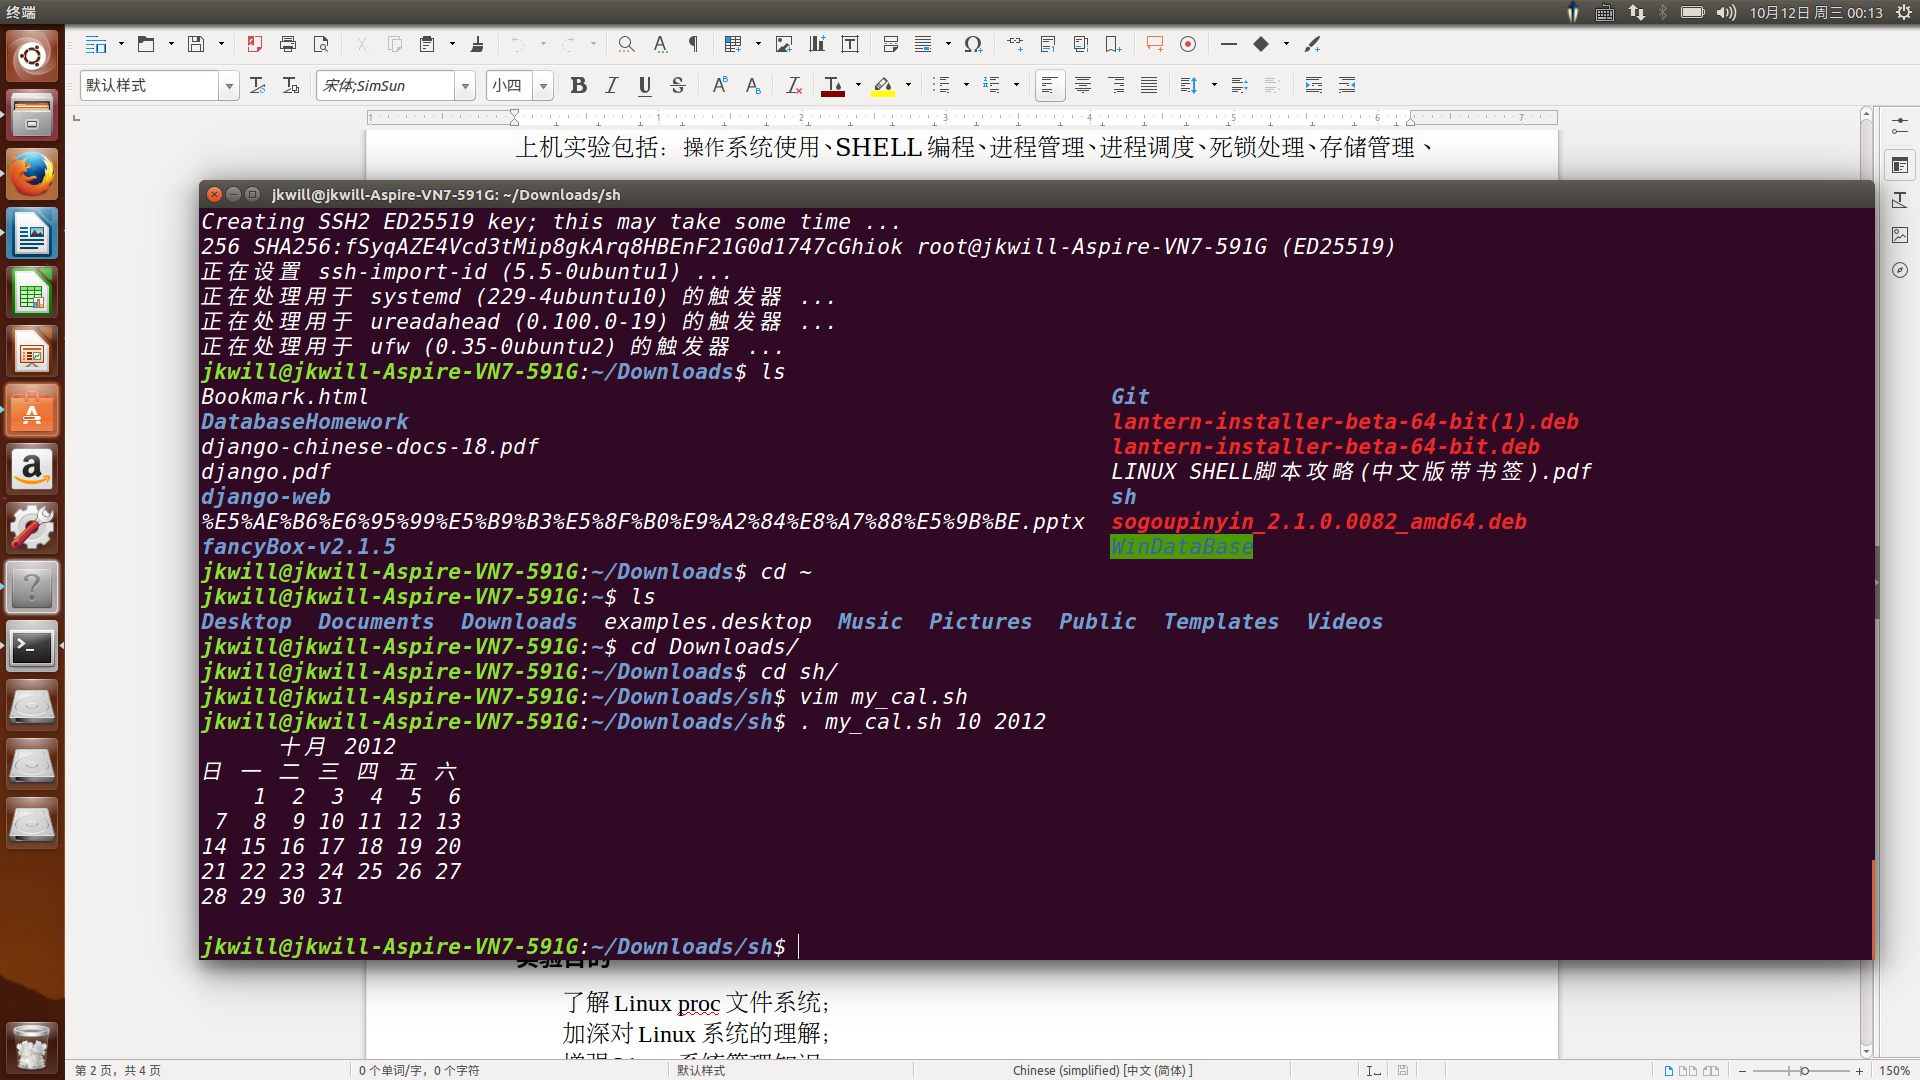 终端
10月12日 周三 00:13
默认样式
宋体;SimSun
小四
上机实验包括：操作系统使用、SHELL 编程、进程管理、进程调度、死锁处理、存储管理、
jkwill@jkwill-Aspire-VN7-591G: ~/Downloads/sh
Creating SSH2 ED25519 key; this may take some time ...
256 SHA256:fSyqAZE4Vcd3tMip8gkArq8HBEnF21G0d1747cGhiok root@jkwill-Aspire-VN7-591G (ED25519)
正在设置 ssh-import-id (5.5-0ubuntu1) ...
正在处理用于 systemd (229-4ubuntu10) 的触发器 ...
正在处理用于 ureadahead (0.100.0-19) 的触发器 ...
正在处理用于 ufw (0.35-0ubuntu2) 的触发器 ...
jkwill@jkwill-Aspire-VN7-591G:~/Downloads$ ls
Bookmark.html Git
DatabaseHomework lantern-installer-beta-64-bit(1).deb
django-chinese-docs-18.pdf lantern-installer-beta-64-bit.deb
django.pdf LINUX SHELL脚本攻略(中文版带书签).pdf
django-web sh
%E5%AE%B6%E6%95%99%E5%B9%B3%E5%8F%B0%E9%A2%84%E8%A7%88%E5%9B%BE.pptx sogoupinyin_2.1.0.0082_amd64.deb
fancyBox-v2.1.5 WinDataBase
jkwill@jkwill-Aspire-VN7-591G:~/Downloads$ cd ~
jkwill@jkwill-Aspire-VN7-591G:~$ ls
Desktop Documents Downloads examples.desktop Music Pictures Public Templates Videos
jkwill@jkwill-Aspire-VN7-591G:~$ cd Downloads/
jkwill@jkwill-Aspire-VN7-591G:~/Downloads$ cd sh/
jkwill@jkwill-Aspire-VN7-591G:~/Downloads/sh$ vim my_cal.sh
jkwill@jkwill-Aspire-VN7-591G:~/Downloads/sh$ . my_cal.sh 10 2012
十月 2012
日 一 二 三 四 五 六
1 2 3 4 5 6
7 8 9 10 11 12 13
14 15 16 17 18 19 20
21 22 23 24 25 26 27
28 29 30 31
jkwill@jkwill-Aspire-VN7-591G:~/Downloads/sh$
了解 Linux proc 文件系统；
加深对 Linux 系统的理解；
第 2 页，共 4 页 0 个单词/字，0 个字符 默认样式 Chinese (simplified) [中文 (简体) ] 150%